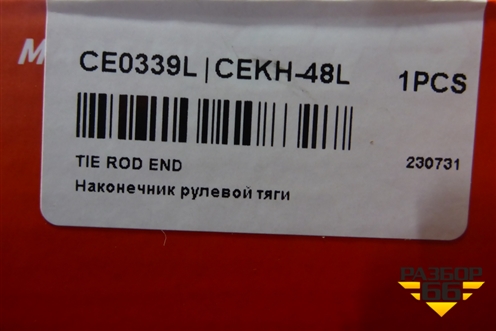 M
CE0339L|CEKH-48L 1PCS
TIE ROD END 230731
Наконечник рулевой тяги
РАЗБОР
66